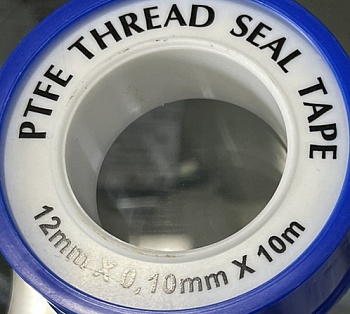 PTFE THREAD SEAL TAPE
12mm X 0,10mm X 10m